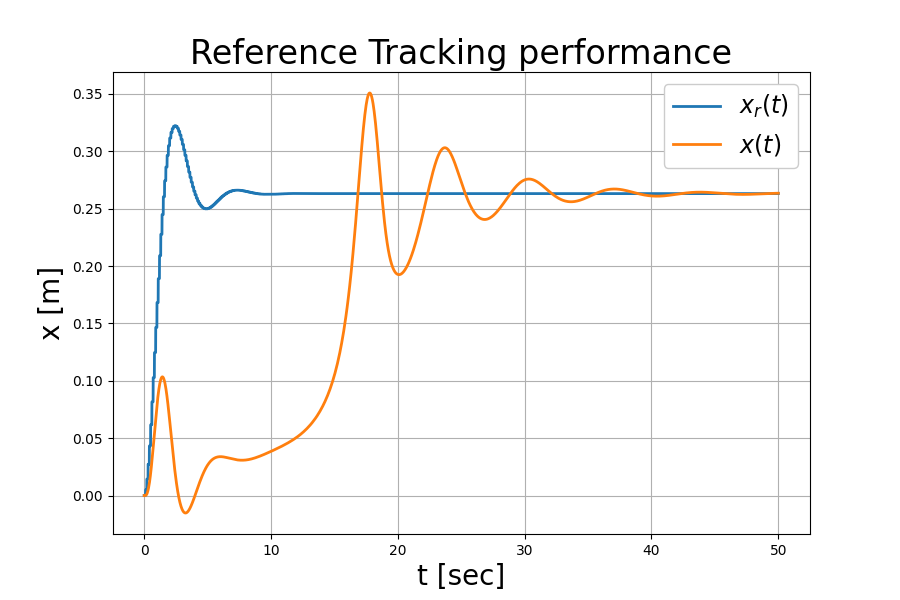 Reference Tracking performance
0.35
0.30
0.25
0.20
0.15
0.10
0.05
0.00
x [m]
x_r(t)
x(t)
0 10 20 30 40 50
t [sec]